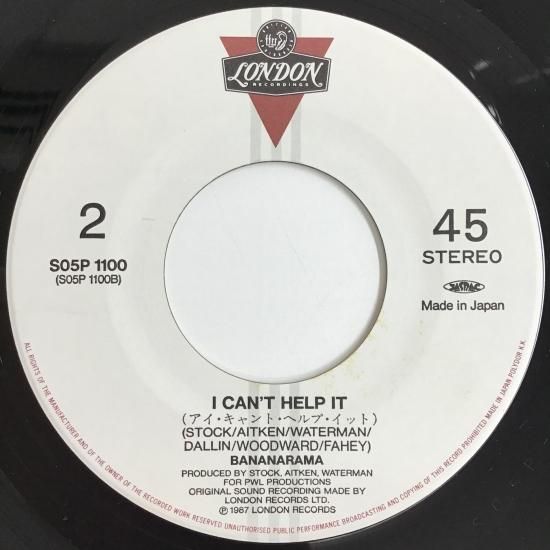 LONDON
RECORDINGS
2
45
STEREO
S05P 1100
(S05P 1100B)
JASRAC
Made in Japan
I CAN'T HELP IT
(アイ・キャント・ヘルプ・イット)
(STOCK/AITKEN/WATERMAN/
DALLIN/WOODWARD/FAHEY)
BANANARAMA
PRODUCED BY STOCK, AITKEN, WATERMAN
FOR PWL PRODUCTIONS
ORIGINAL SOUND RECORDING MADE BY
LONDON RECORDS LTD.
℗ 1987 LONDON RECORDS
ALL RIGHTS OF THE MANUFACTURER AND OF THE OWNER OF THE RECORDED WORK RESERVED UNAUTHORISED PUBLIC PERFORMANCE BROADCASTING AND COPYING OF THIS RECORD PROHIBITED MADE IN JAPAN POLYDOR K.K.